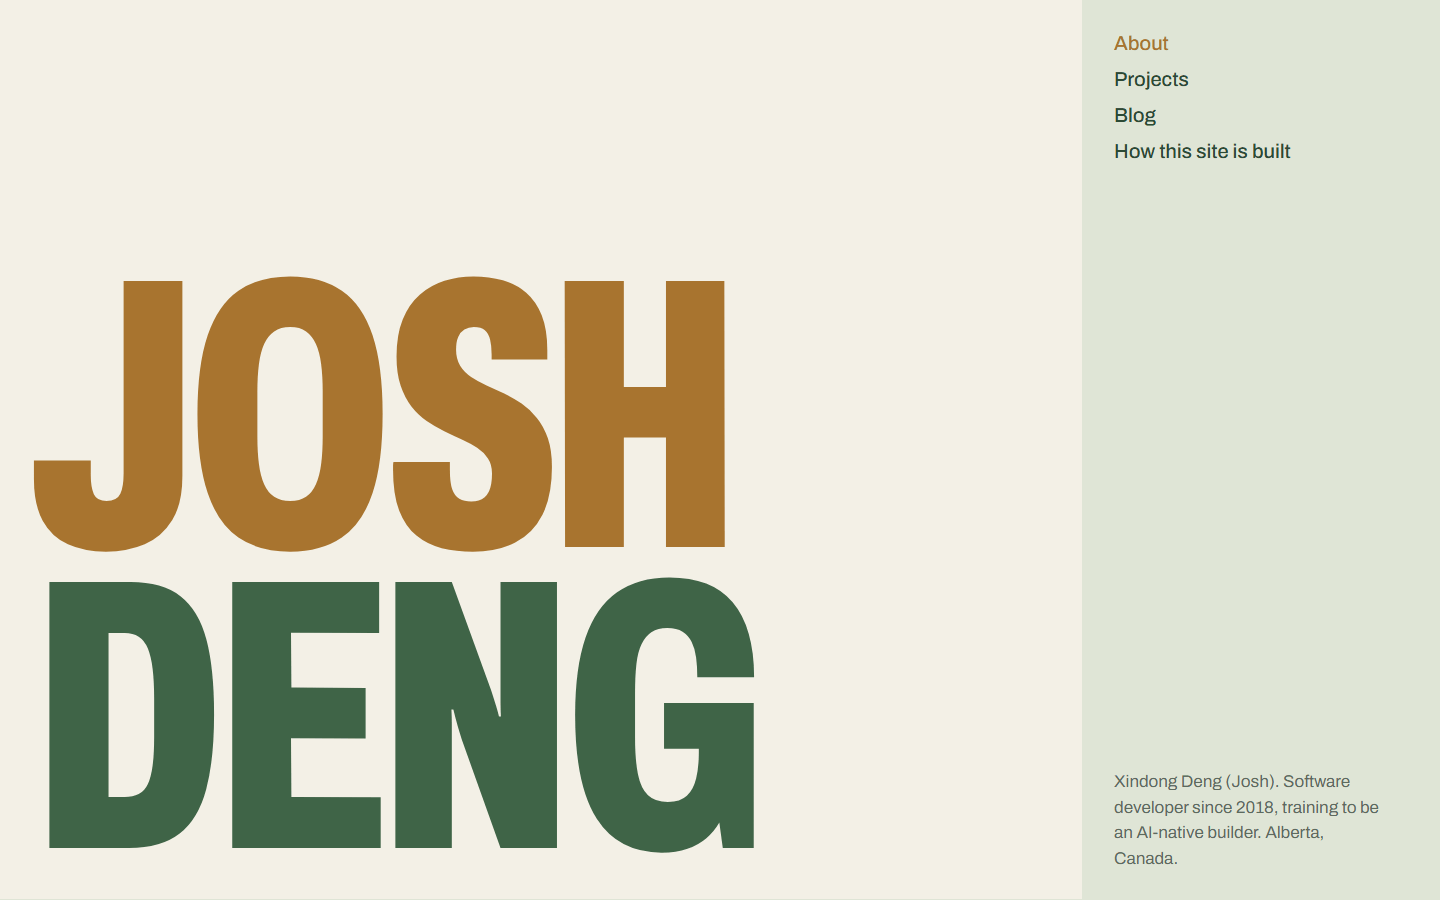 JOSH
DENG
About
Projects
Blog
How this site is built
Xindong Deng (Josh). Software
developer since 2018, training to be
an AI-native builder. Alberta,
Canada.